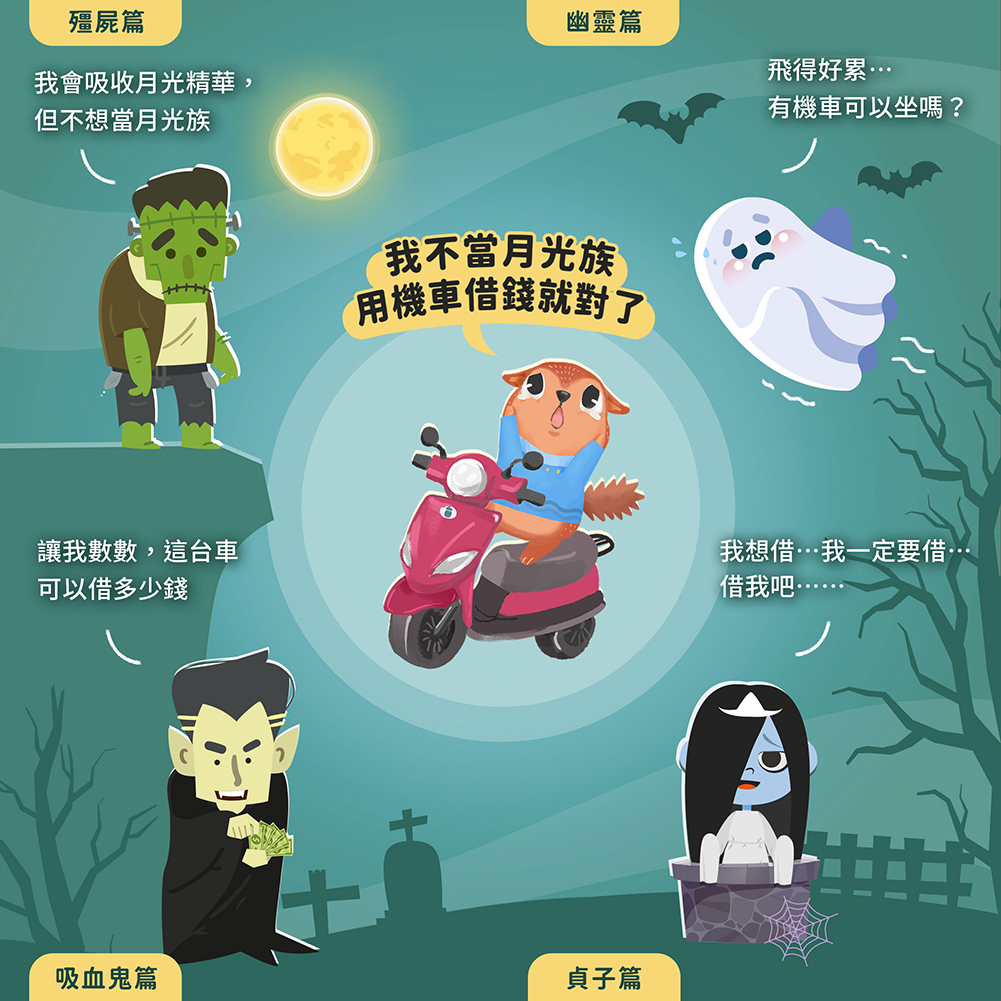 殭屍篇
幽靈篇
我會吸收月光精華，
但不想當月光族
飛得好累…
有機車可以坐嗎？
我不當月光族
用機車借錢就對了
讓我數數，這台車
可以借多少錢
我想借…我一定要借…
借我吧……
吸血鬼篇
貞子篇